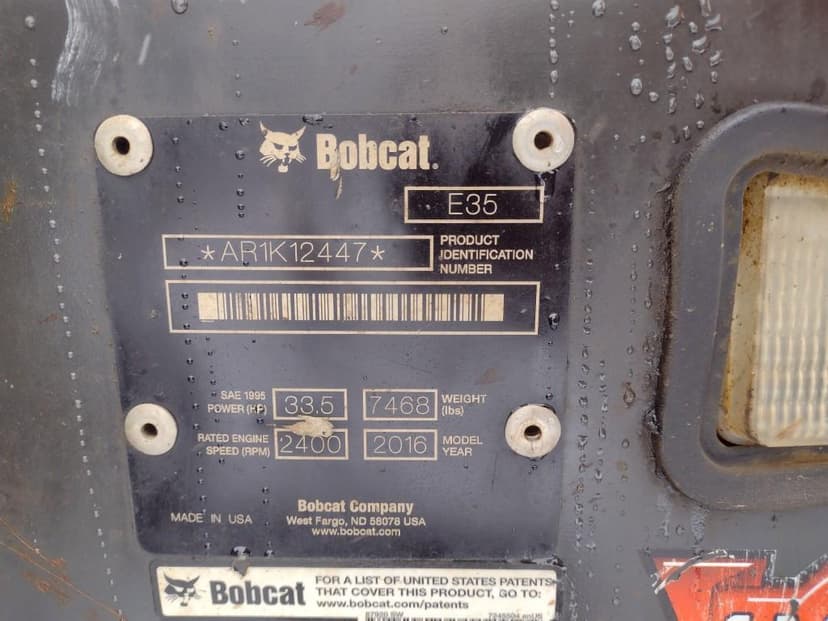 Bobcat.
E35
*AR1K12447*
PRODUCT
IDENTIFICATION
NUMBER
SAE 1995
POWER (HP)
33.5
7468
WEIGHT
(lbs)
RATED ENGINE
SPEED (RPM)
2400
2016
MODEL
YEAR
MADE IN USA
Bobcat Company
West Fargo, ND 58078 USA
www.bobcat.com
Bobcat
FOR A LIST OF UNITED STATES PATENTS
THAT COVER THIS PRODUCT, GO TO:
www.bobcat.com/patents